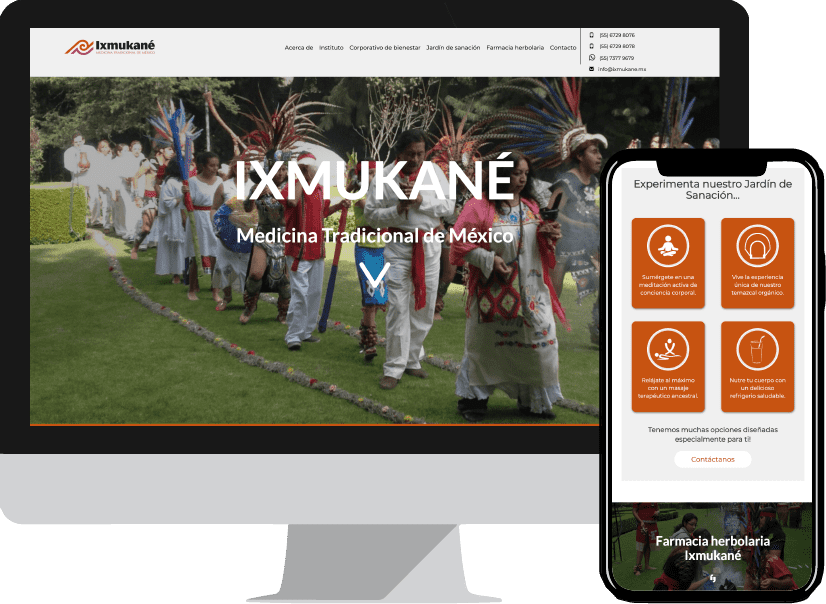 Ixmukané
MEDICINA TRADICIONAL DE MÉXICO
Acerca de Instituto Corporativo de bienestar Jardín de sanación Farmacia herbolaria Contacto
(55) 6729 8076
(55) 6729 8078
(55) 7377 9679
info@ixmukane.mx
IXMUKANÉ
Medicina Tradicional de México
Experimenta nuestro Jardín de
Sanación...
Sumérgete en una
meditación activa de
conciencia corporal.
Vive la experiencia
única de nuestro
temazcal orgánico.
Relájate al máximo
con un masaje
terapéutico ancestral.
Nutre tu cuerpo con
un delicioso
refrigerio saludable.
Tenemos muchas opciones diseñadas
especialmente para ti!
Contáctanos
Farmacia herbolaria
Ixmukané